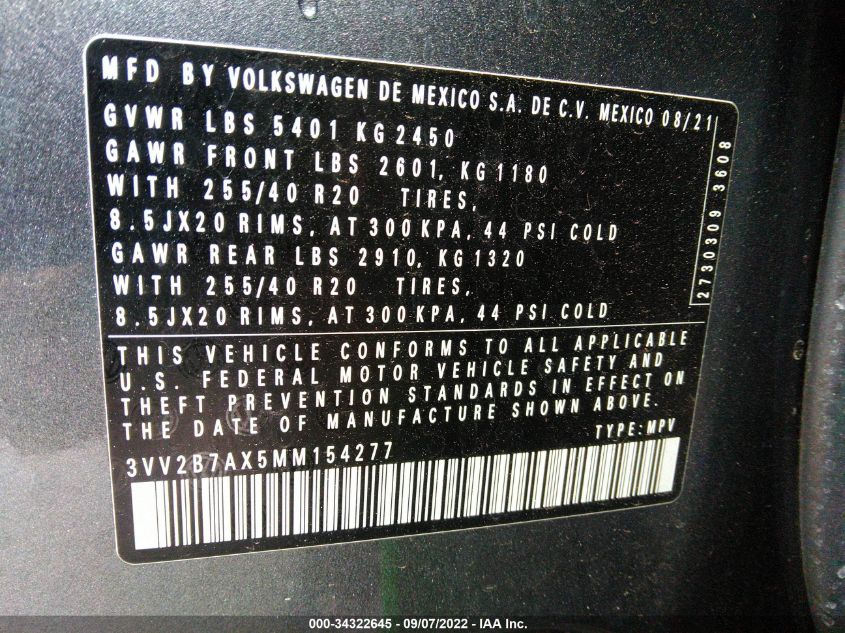 MFD BY VOLKSWAGEN DE MEXICO S.A. DE C.V. MEXICO 08/21
GVWR LBS 5401 KG 2450
GAWR FRONT LBS 2601, KG 1180
WITH 255/40 R20 TIRES,
8.5JX20 RIMS, AT 300 KPA, 44 PSI COLD
GAWR REAR LBS 2910, KG 1320
WITH 255/40 R20 TIRES,
8.5JX20 RIMS, AT 300 KPA, 44 PSI COLD
2730309 3608
THIS VEHICLE CONFORMS TO ALL APPLICABLE
U.S. FEDERAL MOTOR VEHICLE SAFETY AND
THEFT PREVENTION STANDARDS IN EFFECT ON
THE DATE OF MANUFACTURE SHOWN ABOVE.
TYPE: MPV
3VV2B7AX5MM154277
000-34322645 - 09/07/2022 - IAA Inc.